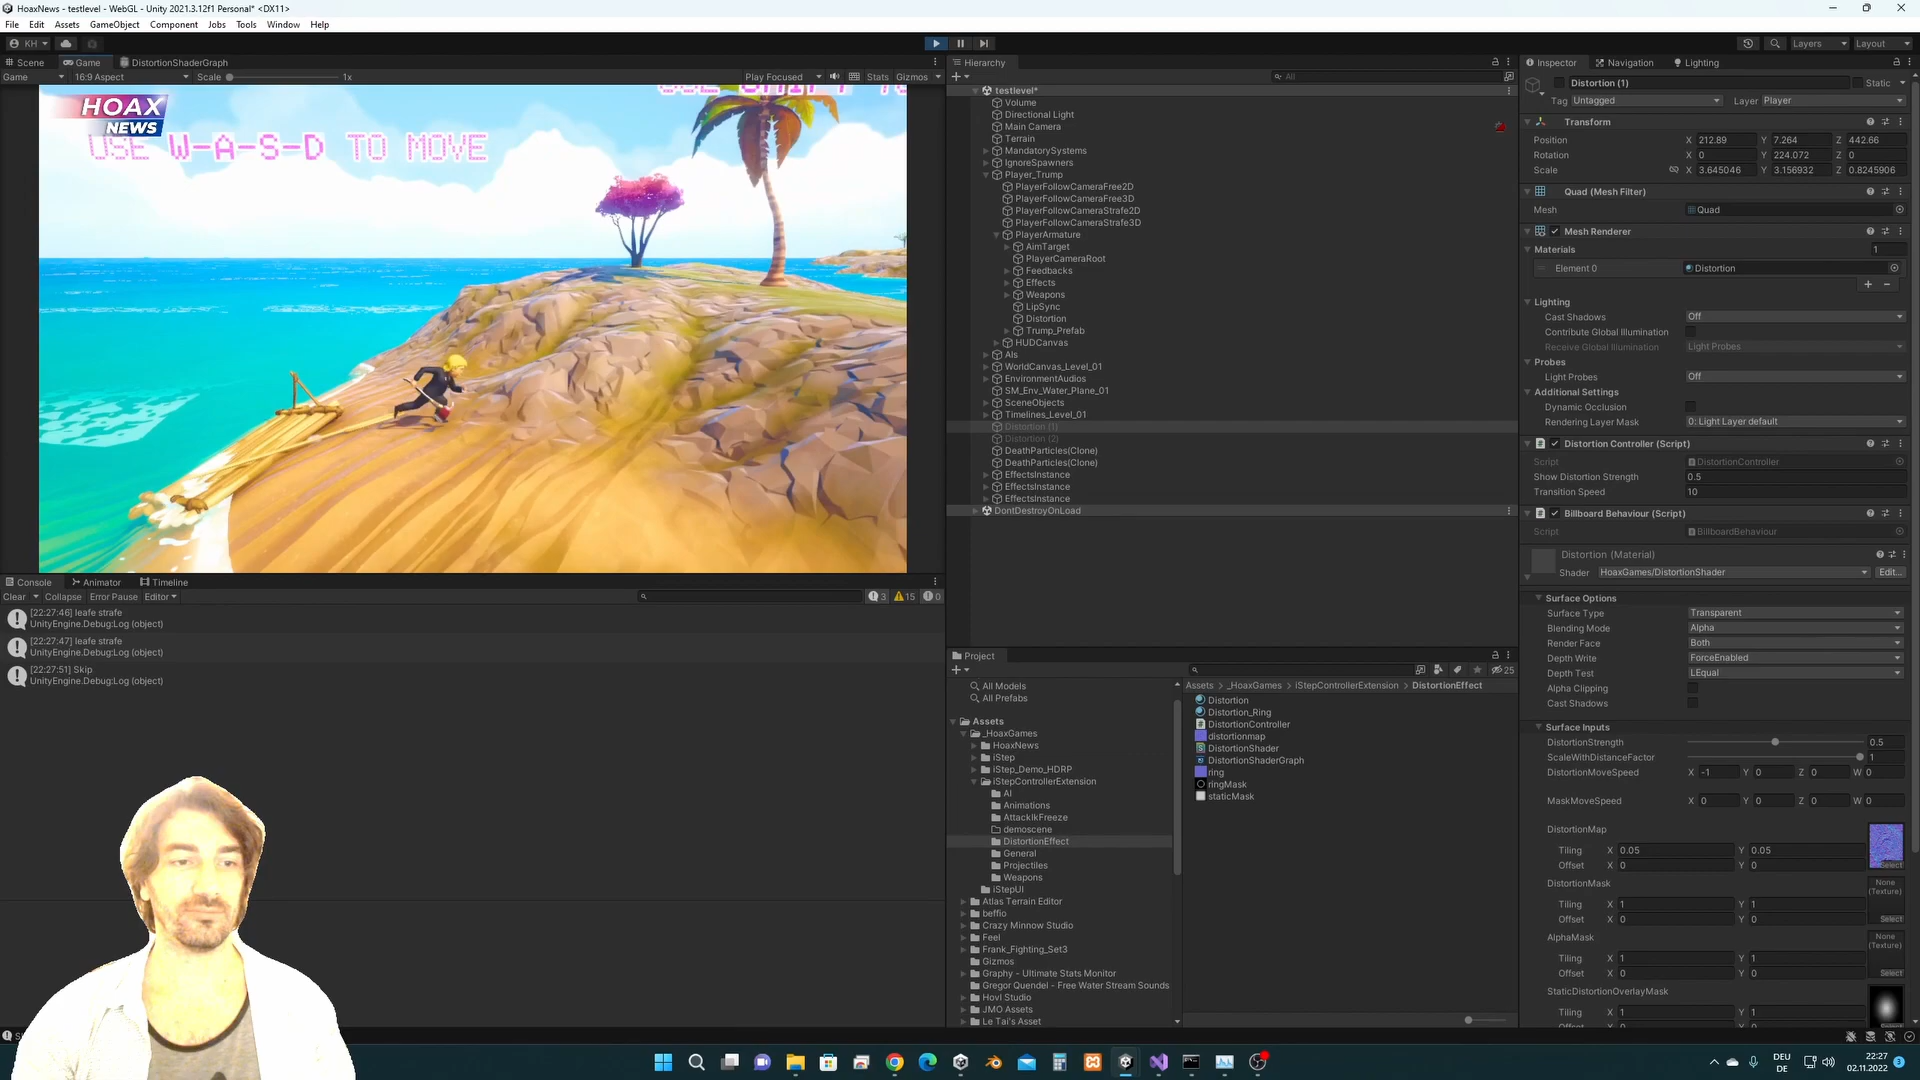 HoaxNews - testlevel - WebGL - Unity 2021.3.12f1 Personal* <DX11>
File Edit Assets GameObject Component Jobs Tools Window Help
KH Layers Layout
Scene Game DistortionShaderGraph
Game 16:9 Aspect Scale 1x Play Focused Stats Gizmos
HOAX
NEWS
USE W-A-S-D TO MOVE
Console Animator Timeline
Clear Collapse Error Pause Editor 3 15 0
[22:27:46] leafe strafe
UnityEngine.Debug:Log (object)
[22:27:47] leafe strafe
UnityEngine.Debug:Log (object)
[22:27:51] Skip
UnityEngine.Debug:Log (object)
Hierarchy
All
testlevel*
Volume
Directional Light
Main Camera
Terrain
MandatorySystems
IgnoreSpawners
Player_Trump
PlayerFollowCameraFree2D
PlayerFollowCameraFree3D
PlayerFollowCameraStrafe2D
PlayerFollowCameraStrafe3D
PlayerArmature
AimTarget
PlayerCameraRoot
Feedbacks
Effects
Weapons
LipSync
Distortion
Trump_Prefab
HUDCanvas
AIs
WorldCanvas_Level_01
EnvironmentAudios
SM_Env_Water_Plane_01
SceneObjects
Timelines_Level_01
Distortion (1)
Distortion (2)
DeathParticles(Clone)
DeathParticles(Clone)
EffectsInstance
EffectsInstance
EffectsInstance
DontDestroyOnLoad
Project
25
All Models
All Prefabs
Assets
_HoaxGames
HoaxNews
iStep
iStep_Demo_HDRP
iStepControllerExtension
AI
Animations
AttackIkFreeze
demoscene
DistortionEffect
General
Projectiles
Weapons
iStepUI
Atlas Terrain Editor
beffio
Crazy Minnow Studio
Feel
Frank_Fighting_Set3
Gizmos
Graphy - Ultimate Stats Monitor
Gregor Quendel - Free Water Stream Sounds
Hovl Studio
JMO Assets
Le Tai's Asset
Assets > _HoaxGames > iStepControllerExtension > DistortionEffect
Distortion
Distortion_Ring
DistortionController
distortionmap
DistortionShader
DistortionShaderGraph
ring
ringMask
staticMask
Inspector Navigation Lighting
Distortion (1) Static
Tag Untagged Layer Player
Transform
Position X 212.89 Y 7.264 Z 442.66
Rotation X 0 Y 224.072 Z 0
Scale X 3.645046 Y 3.156932 Z 0.8245906
Quad (Mesh Filter)
Mesh Quad
Mesh Renderer
Materials 1
Element 0 Distortion
Lighting
Cast Shadows Off
Contribute Global Illumination
Receive Global Illumination Light Probes
Probes
Light Probes Off
Additional Settings
Dynamic Occlusion
Rendering Layer Mask 0: Light Layer default
Distortion Controller (Script)
Script DistortionController
Show Distortion Strength 0.5
Transition Speed 10
Billboard Behaviour (Script)
Script BillboardBehaviour
Distortion (Material)
Shader HoaxGames/DistortionShader Edit...
Surface Options
Surface Type Transparent
Blending Mode Alpha
Render Face Both
Depth Write ForceEnabled
Depth Test LEqual
Alpha Clipping
Cast Shadows
Surface Inputs
DistortionStrength 0.5
ScaleWithDistanceFactor 1
DistortionMoveSpeed X -1 Y 0 Z 0 W 0
MaskMoveSpeed X 0 Y 0 Z 0 W 0
DistortionMap
Tiling X 0.05 Y 0.05
Offset X 0 Y 0 Select
DistortionMask None (Texture)
Tiling X 1 Y 1
Offset X 0 Y 0 Select
AlphaMask None (Texture)
Tiling X 1 Y 1
Offset X 0 Y 0 Select
StaticDistortionOverlayMask
Tiling X 1 Y 1
DEU
DE
22:27
02.11.2022
3